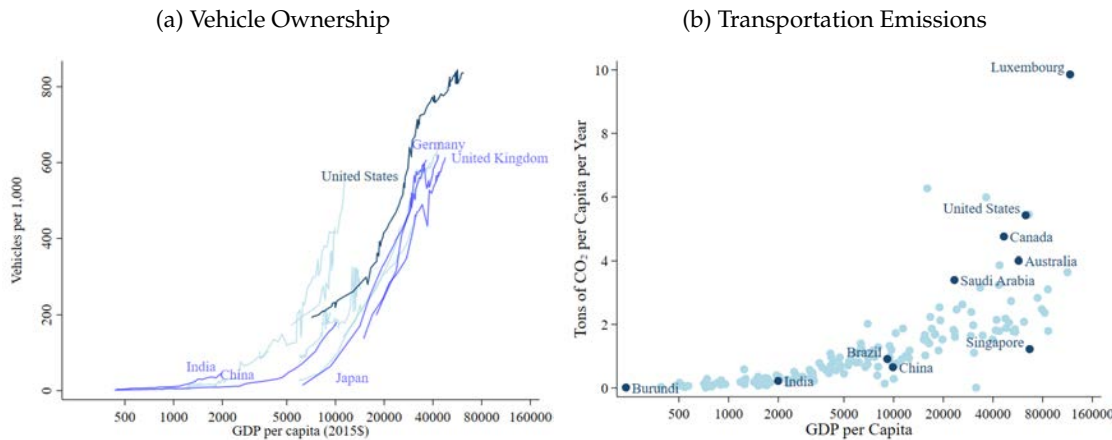 (a) Vehicle Ownership
Vehicles per 1,000
800
600
400
200
0
Germany
United Kingdom
United States
India
China
Japan
500 1000 2000 5000 10000 20000 40000 80000 160000
GDP per capita (2015$)
(b) Transportation Emissions
Tons of CO₂ per Capita per Year
10
8
6
4
2
0
Luxembourg
United States
Canada
Australia
Saudi Arabia
Singapore
Brazil
China
India
Burundi
500 1000 2000 5000 10000 20000 40000 80000 160000
GDP per Capita